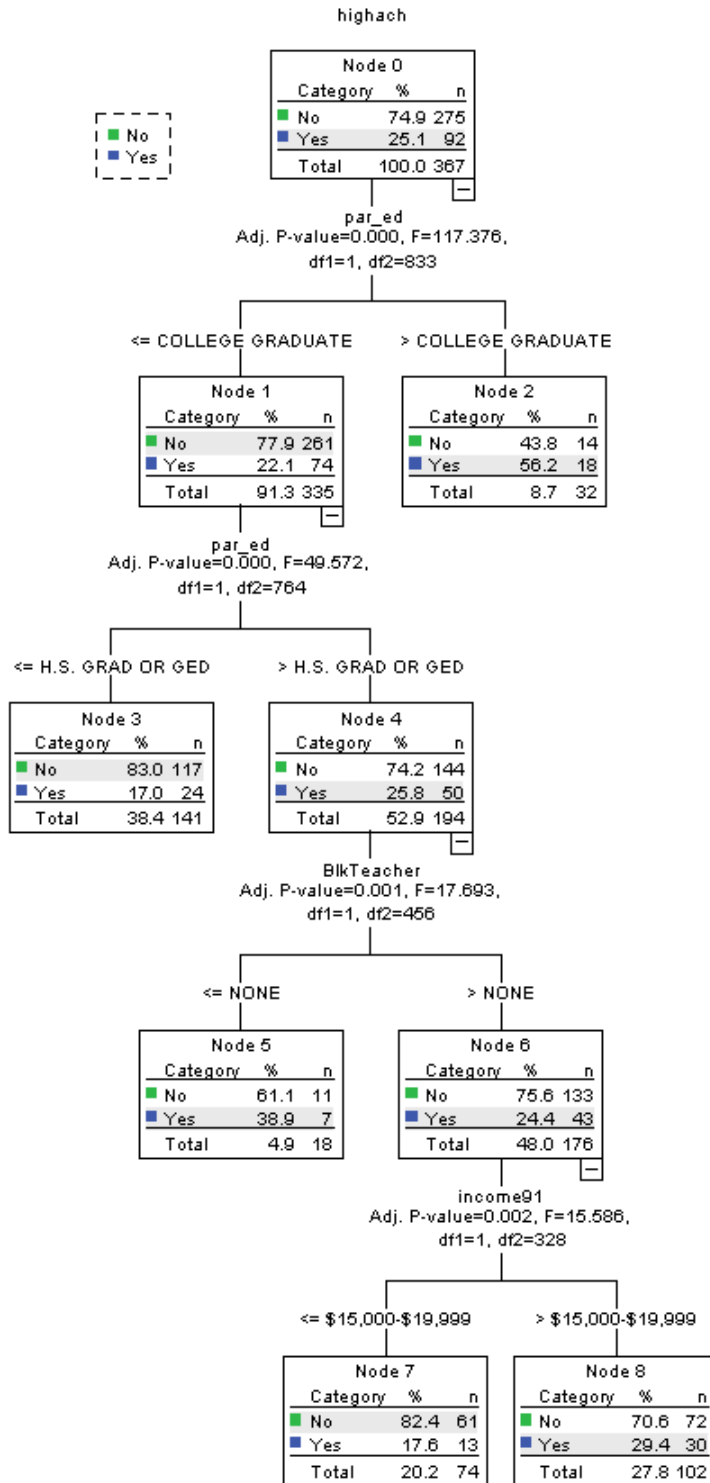 highach
No
Yes
Node 0
Category % n
No 74.9 275
Yes 25.1 92
Total 100.0 367
par_ed
Adj. P-value=0.000, F=117.376,
df1=1, df2=833
<= COLLEGE GRADUATE
> COLLEGE GRADUATE
Node 1
Category % n
No 77.9 261
Yes 22.1 74
Total 91.3 335
Node 2
Category % n
No 43.8 14
Yes 56.2 18
Total 8.7 32
par_ed
Adj. P-value=0.000, F=49.572,
df1=1, df2=764
<= H.S. GRAD OR GED
> H.S. GRAD OR GED
Node 3
Category % n
No 83.0 117
Yes 17.0 24
Total 38.4 141
Node 4
Category % n
No 74.2 144
Yes 25.8 50
Total 52.9 194
BlkTeacher
Adj. P-value=0.001, F=17.693,
df1=1, df2=456
<= NONE
> NONE
Node 5
Category % n
No 61.1 11
Yes 38.9 7
Total 4.9 18
Node 6
Category % n
No 75.6 133
Yes 24.4 43
Total 48.0 176
income91
Adj. P-value=0.002, F=15.586,
df1=1, df2=328
<= $15,000-$19,999
> $15,000-$19,999
Node 7
Category % n
No 82.4 61
Yes 17.6 13
Total 20.2 74
Node 8
Category % n
No 70.6 72
Yes 29.4 30
Total 27.8 102